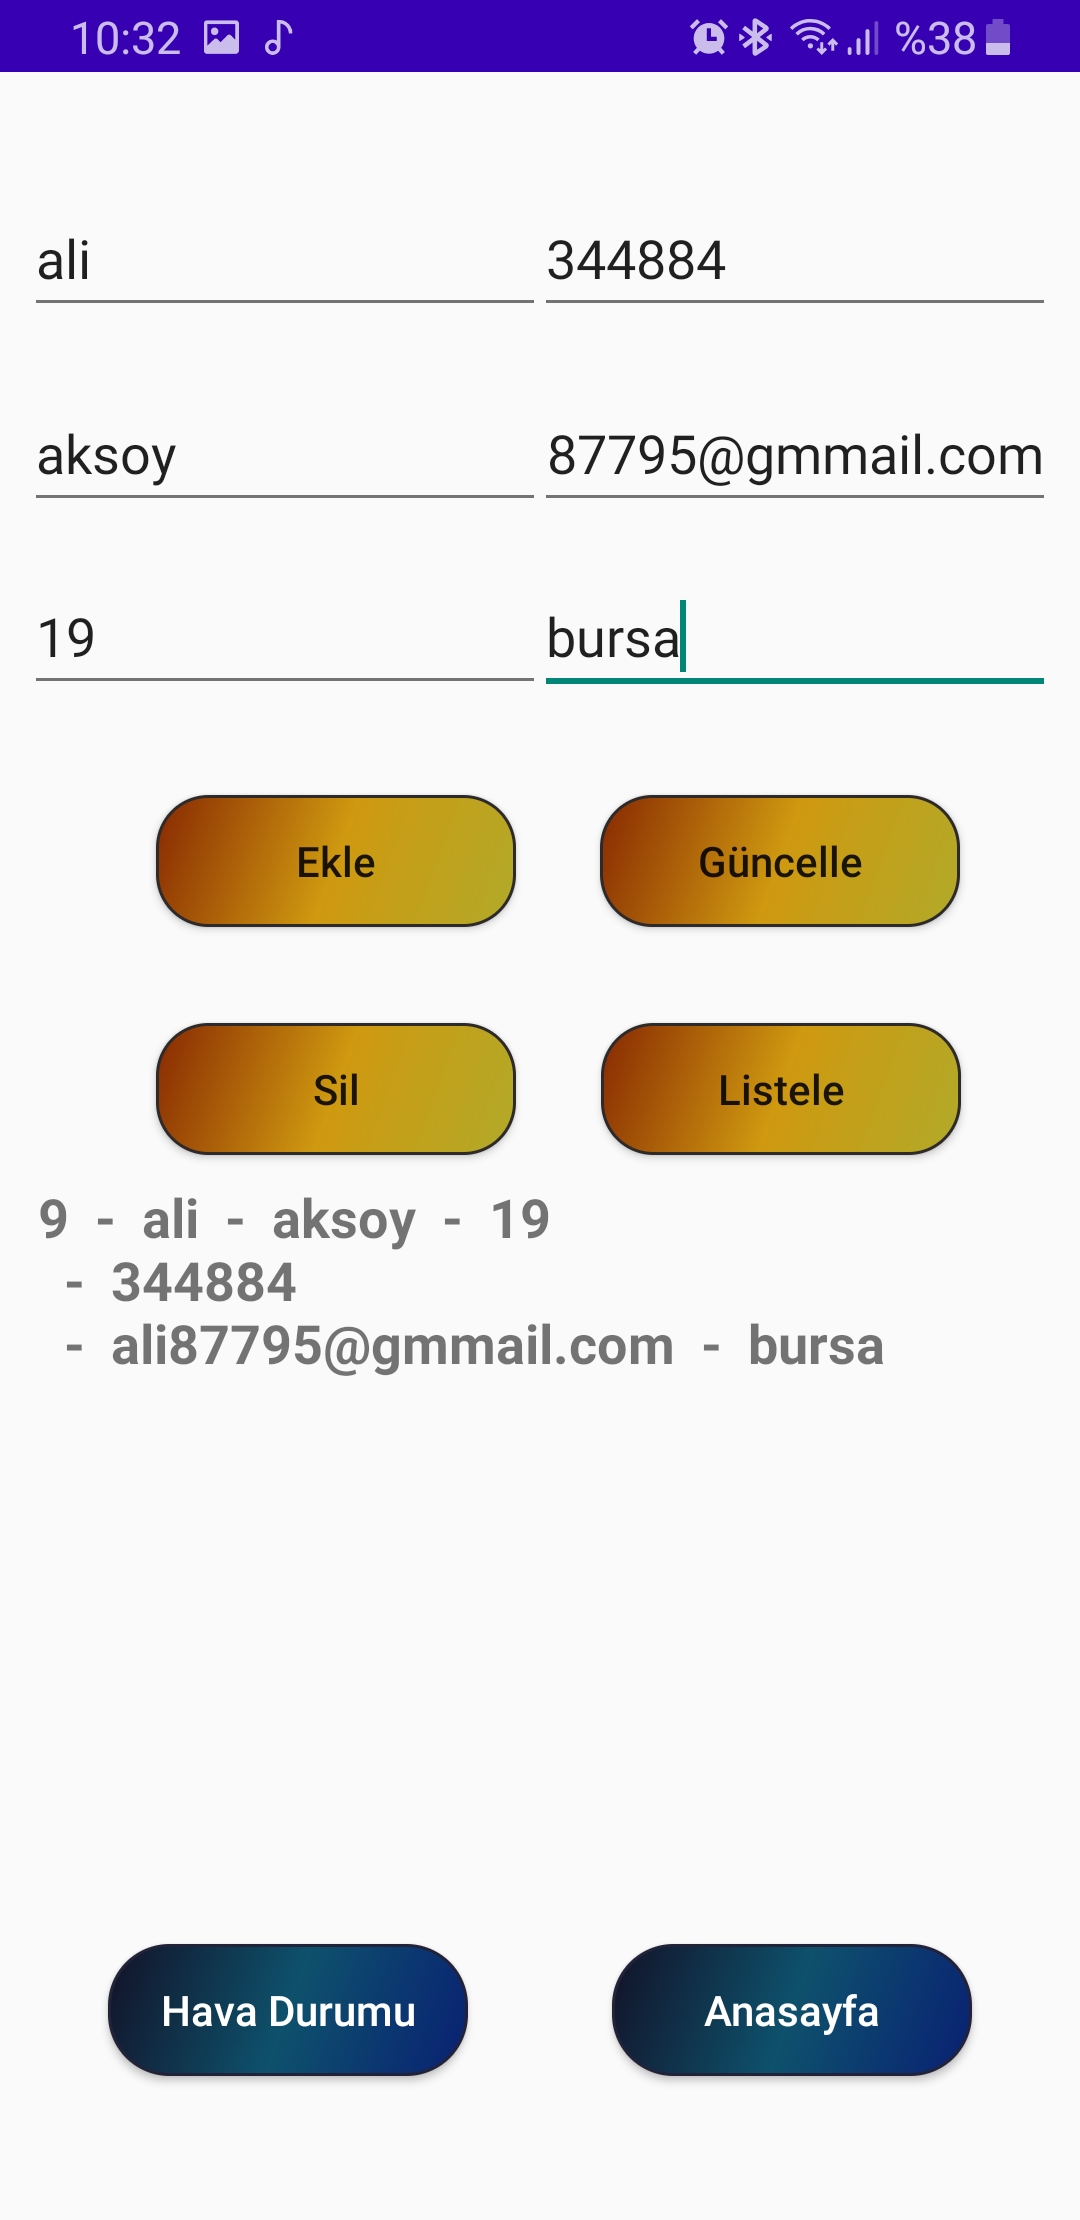 10:32 %38
ali 344884
aksoy 87795@gmmail.com
19 bursa
Ekle Güncelle
Sil Listele
9 - ali - aksoy - 19
- 344884
- ali87795@gmmail.com - bursa
Hava Durumu Anasayfa